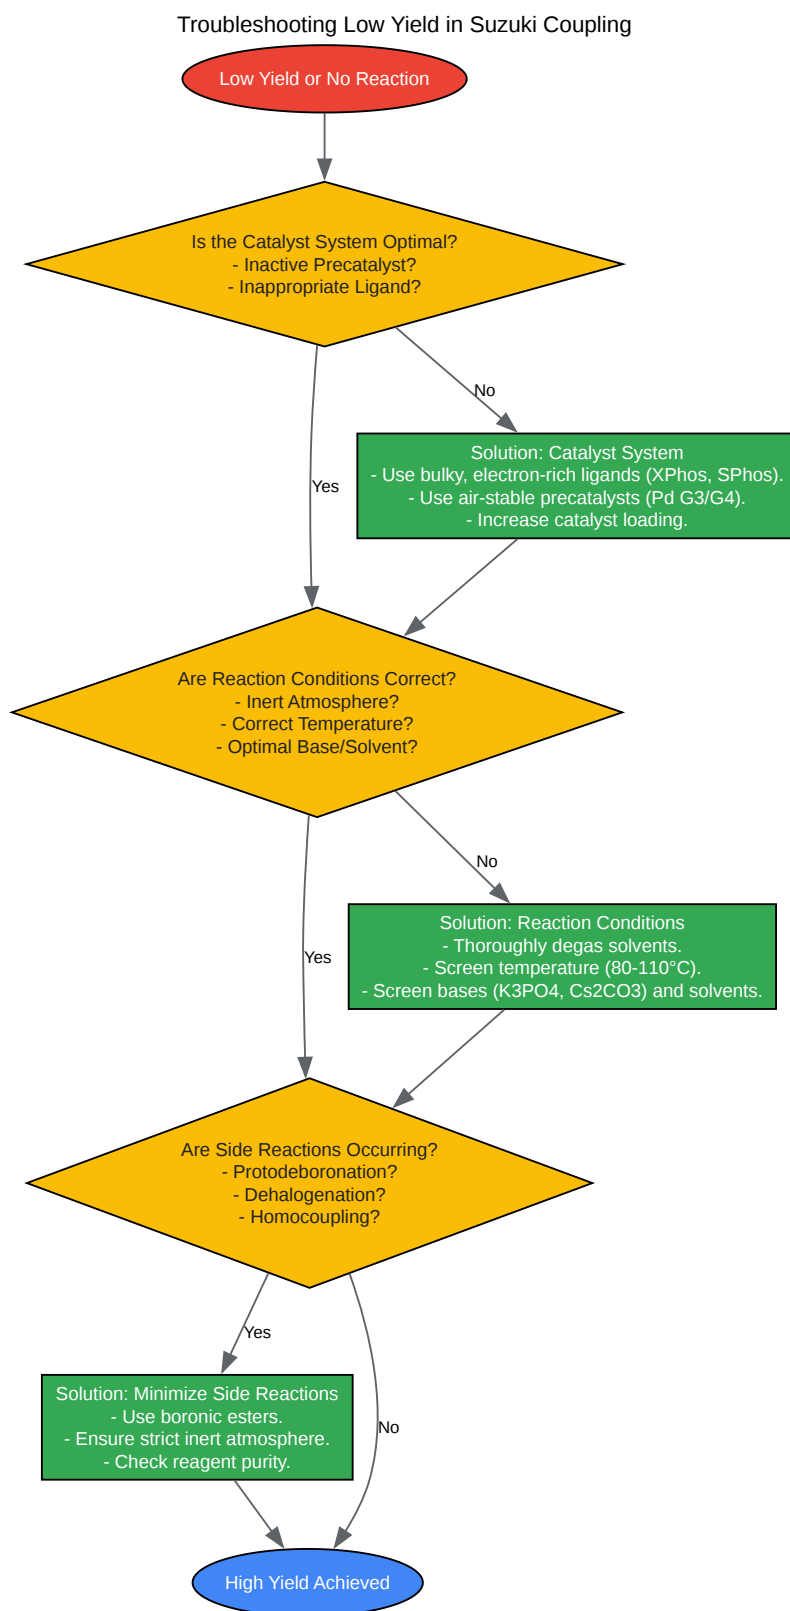 Troubleshooting Low Yield in Suzuki Coupling
Low Yield or No Reaction
Is the Catalyst System Optimal?
- Inactive Precatalyst?
- Inappropriate Ligand?
No
Solution: Catalyst System
- Use bulky, electron-rich ligands (XPhos, SPhos).
- Use air-stable precatalysts (Pd G3/G4).
- Increase catalyst loading.
Yes
Are Reaction Conditions Correct?
- Inert Atmosphere?
- Correct Temperature?
- Optimal Base/Solvent?
No
Solution: Reaction Conditions
- Thoroughly degas solvents.
- Screen temperature (80-110°C).
- Screen bases (K3PO4, Cs2CO3) and solvents.
Yes
Are Side Reactions Occurring?
- Protodeboronation?
- Dehalogenation?
- Homocoupling?
Yes
Solution: Minimize Side Reactions
- Use boronic esters.
- Ensure strict inert atmosphere.
- Check reagent purity.
No
High Yield Achieved